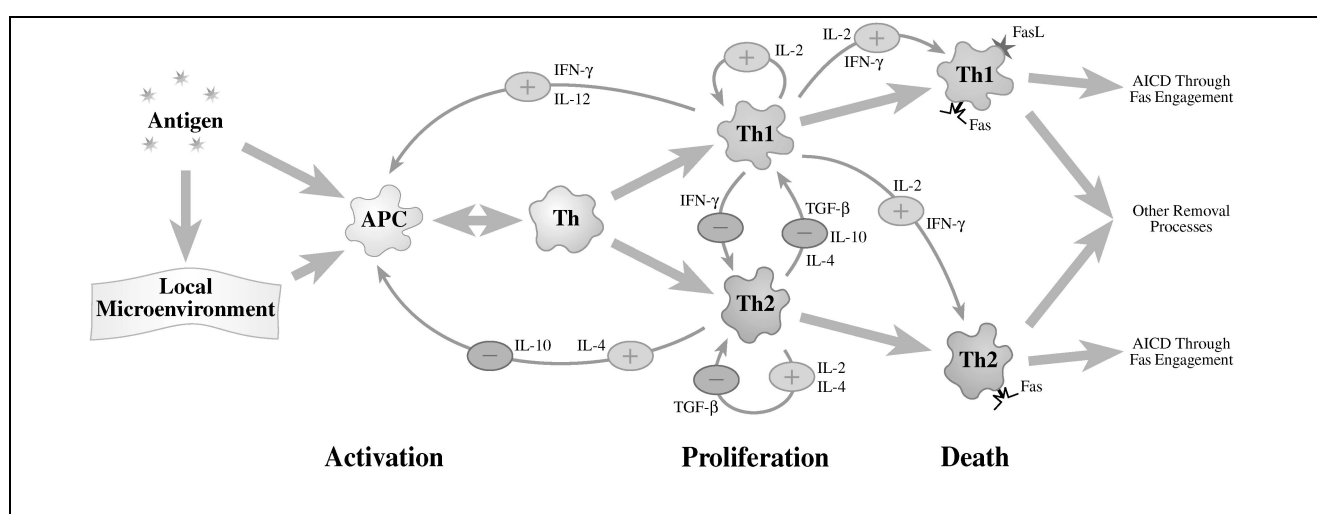 Antigen
Local
Microenvironment
APC
Th
IFN-γ
IL-12
IL-10
IL-4
IL-2
Th1
IFN-γ
TGF-β
IL-10
IL-4
Th2
TGF-β
IL-2
IL-4
IL-2
IFN-γ
FasL
Th1
Fas
IL-2
IFN-γ
Th2
Fas
AICD Through
Fas Engagement
Other Removal
Processes
AICD Through
Fas Engagement
Activation
Proliferation
Death